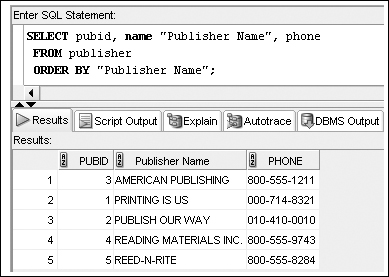 Enter SQL Statement:
SELECT pubid, name "Publisher Name", phone
FROM publisher
ORDER BY "Publisher Name";
Results Script Output Explain Autotrace DBMS Output
Results:
PUBID Publisher Name PHONE
1 3 AMERICAN PUBLISHING 800-555-1211
2 1 PRINTING IS US 000-714-8321
3 2 PUBLISH OUR WAY 010-410-0010
4 4 READING MATERIALS INC. 800-555-9743
5 5 REED-N-RITE 800-555-8284